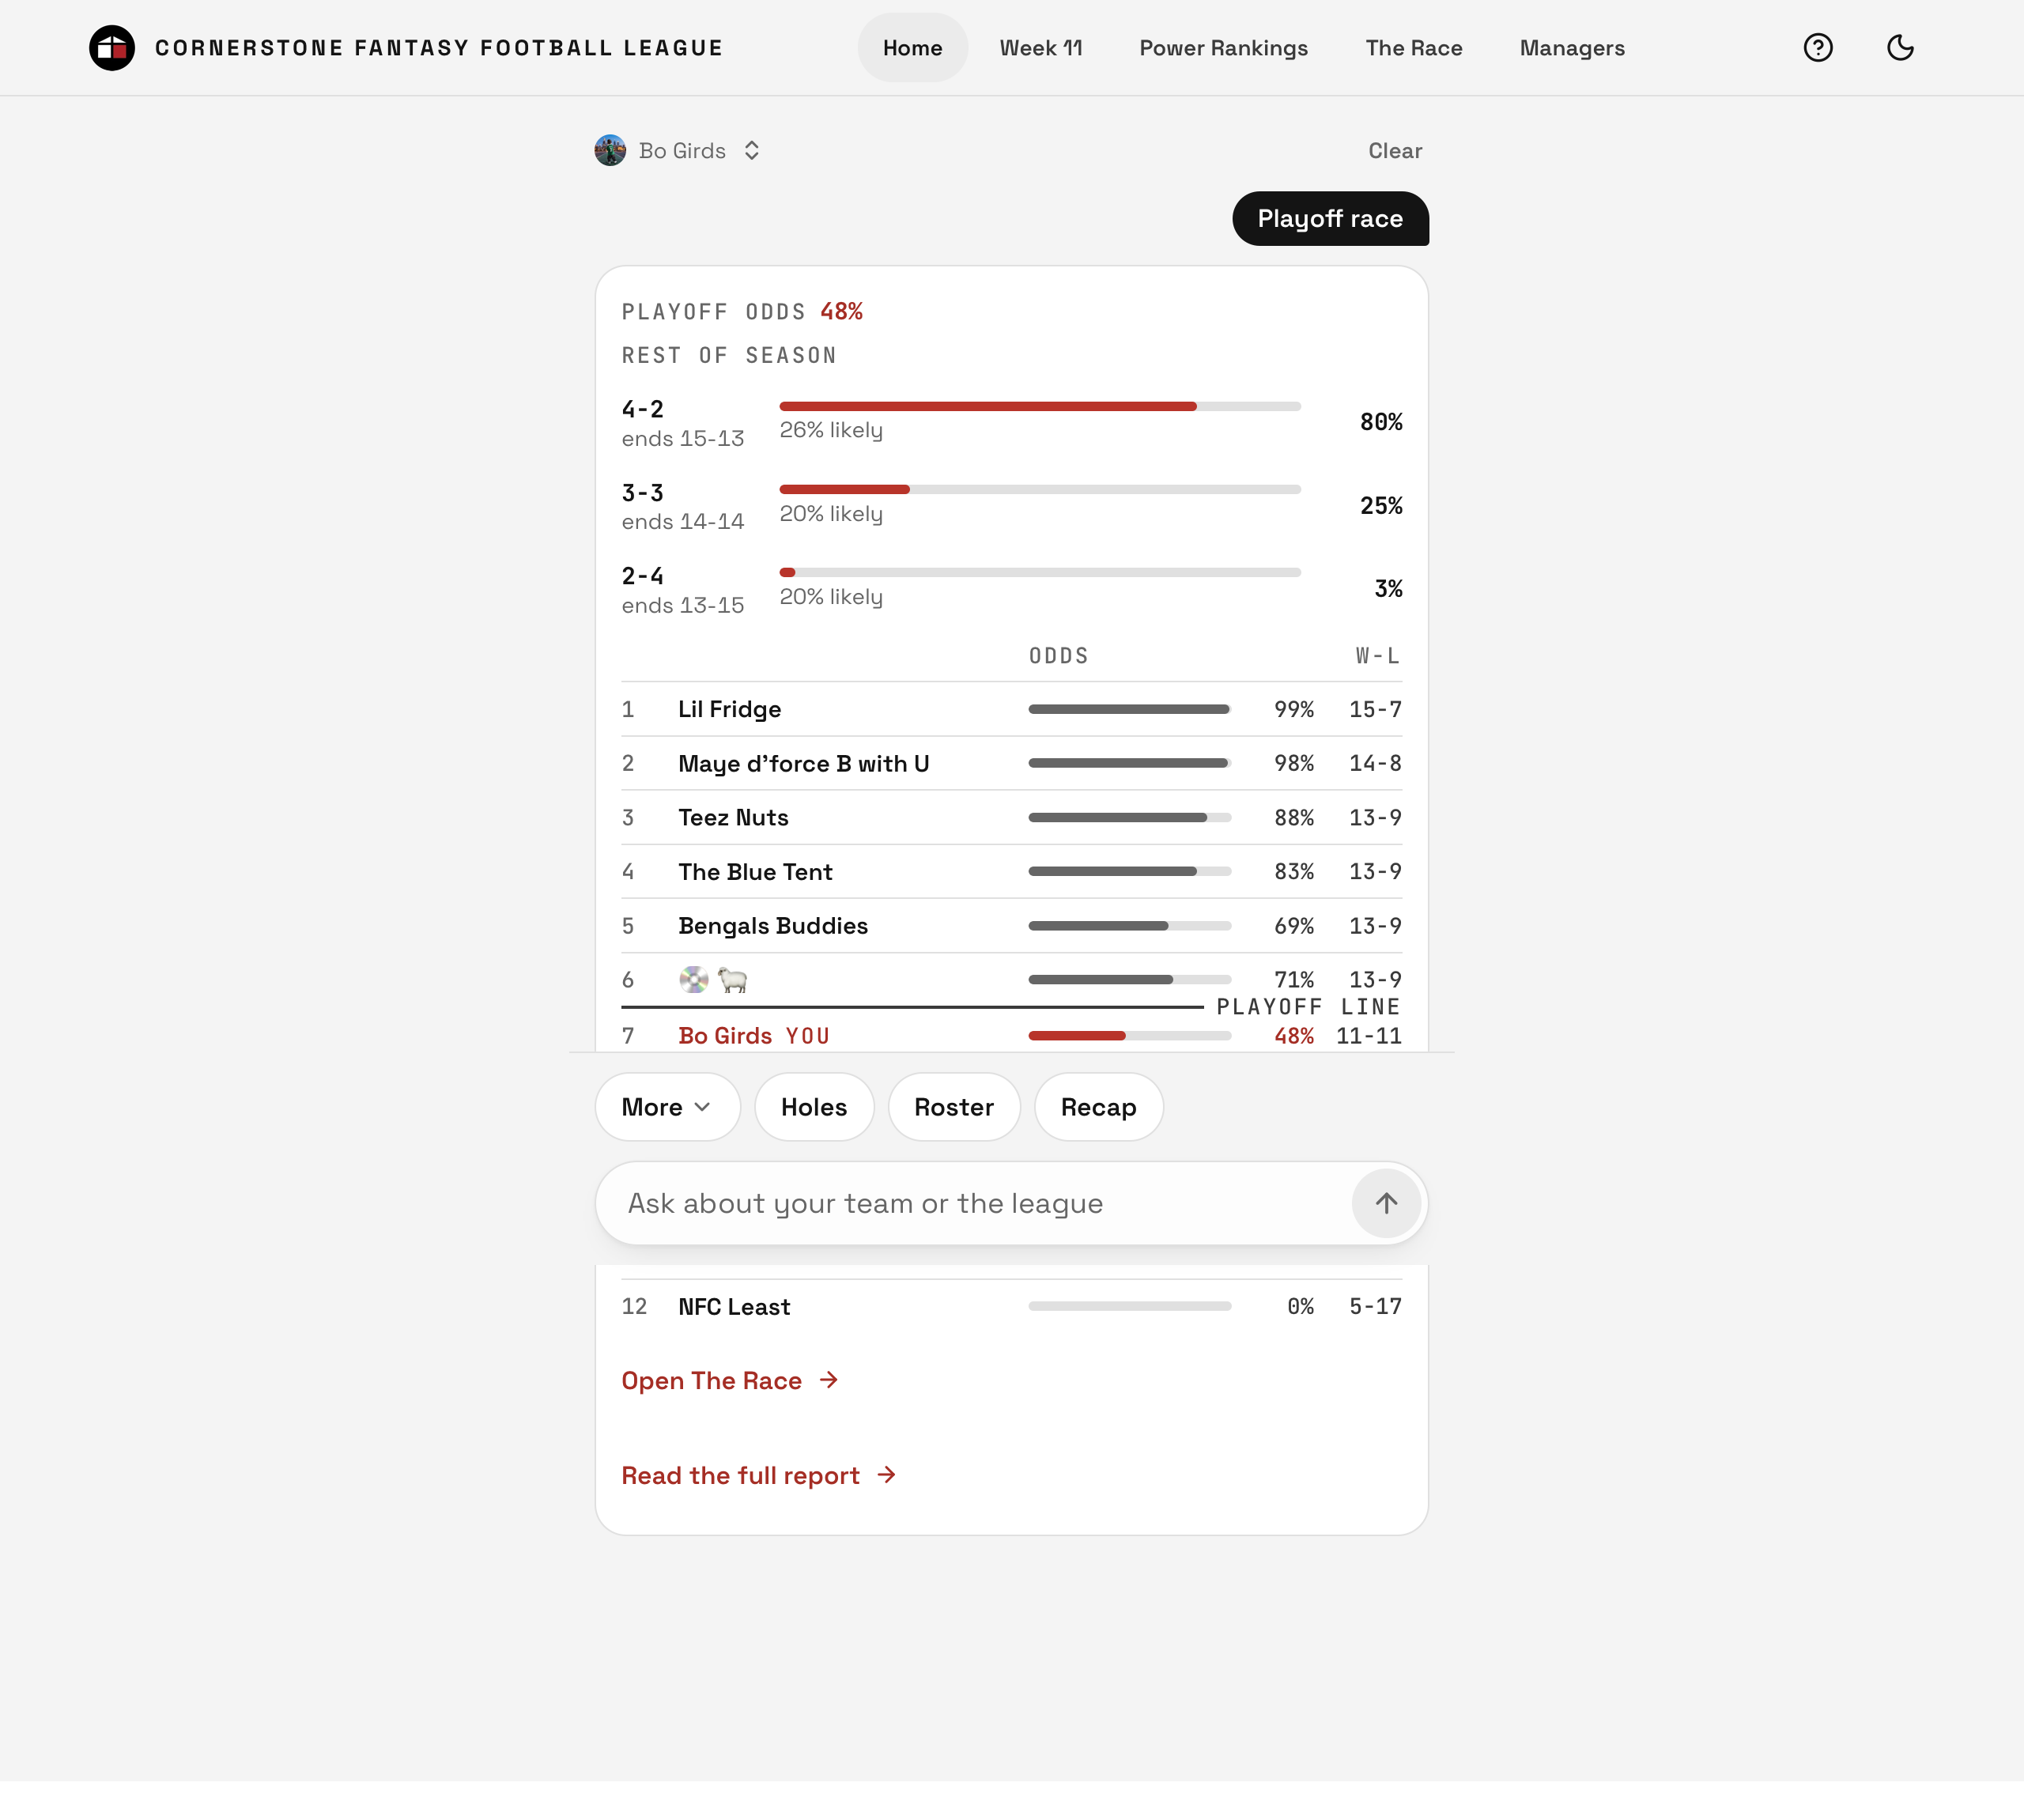 CORNERSTONE FANTASY FOOTBALL LEAGUE Home Week 11 Power Rankings The Race Managers
Bo Girds Clear
Playoff race
PLAYOFF ODDS 48%
REST OF SEASON
4-2
ends 15-13
26% likely
80%
3-3
ends 14-14
20% likely
25%
2-4
ends 13-15
20% likely
3%
ODDS W-L
1 Lil Fridge 99% 15-7
2 Maye d’force B with U 98% 14-8
3 Teez Nuts 88% 13-9
4 The Blue Tent 83% 13-9
5 Bengals Buddies 69% 13-9
6 💿🐑 71% 13-9
PLAYOFF LINE
7 Bo Girds YOU 48% 11-11
More Holes Roster Recap
Ask about your team or the league
12 NFC Least 0% 5-17
Open The Race →
Read the full report →